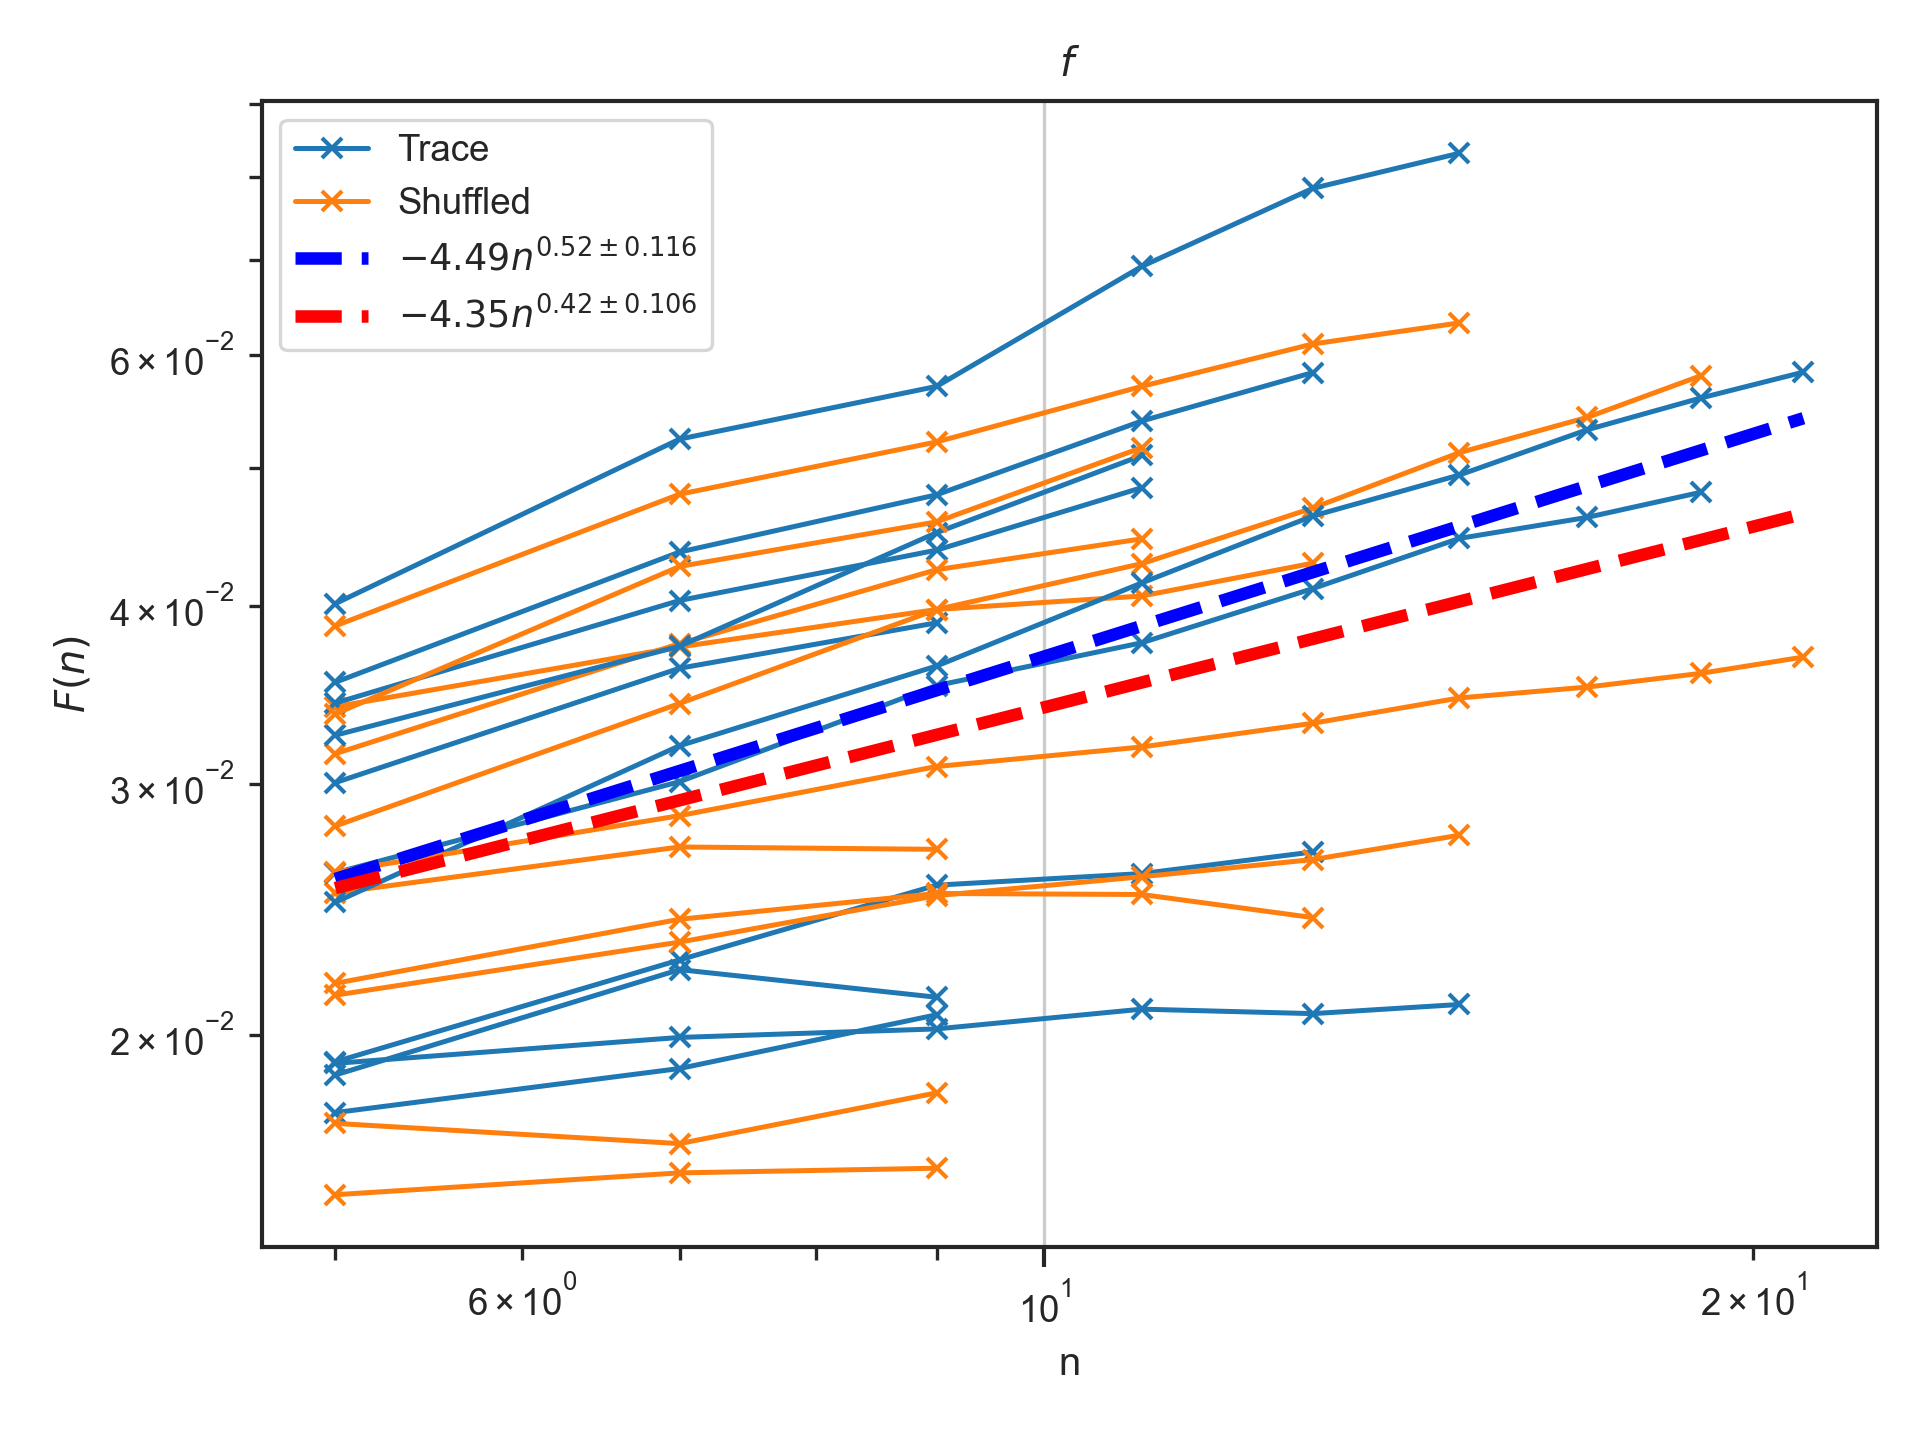 f
Trace
Shuffled
−4.49n^0.52±0.116
−4.35n^0.42±0.106
6×10^−2
4×10^−2
3×10^−2
2×10^−2
F(n)
6×10^0
10^1
2×10^1
n